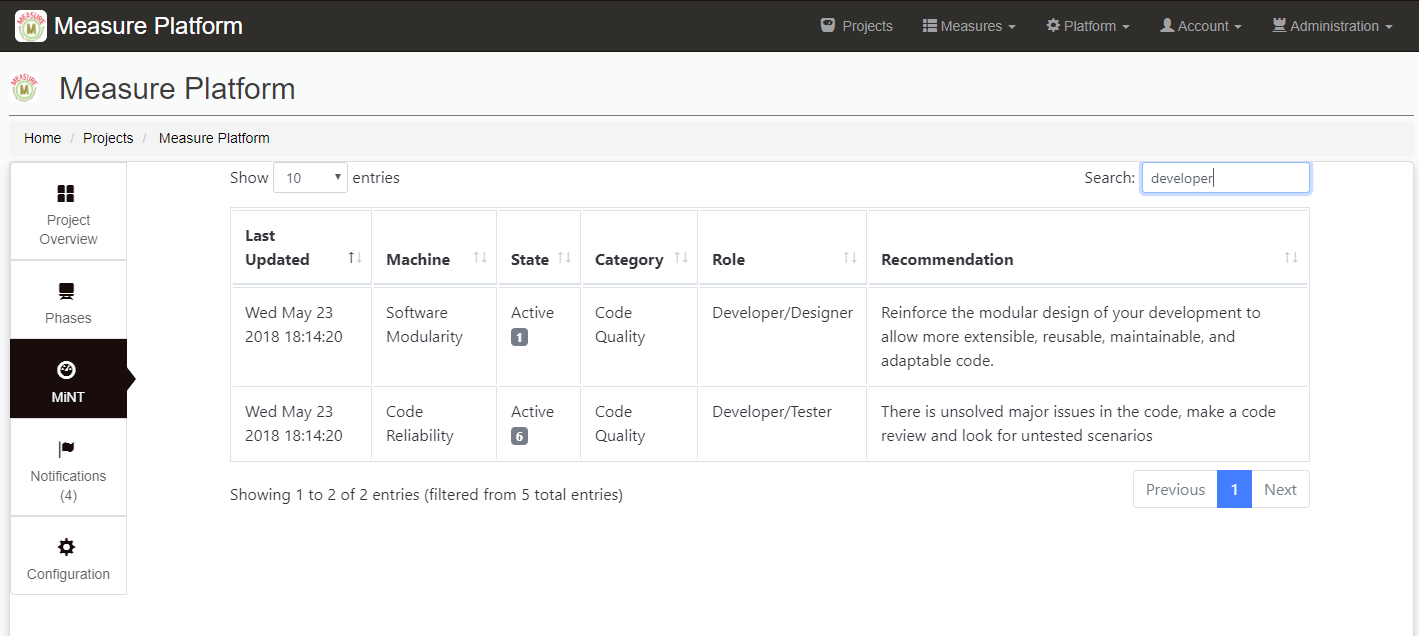 Measure Platform
Projects
Measures
Platform
Account
Administration
MEASURE
M
Measure Platform
Home / Projects / Measure Platform
Project
Overview
Phases
MiNT
Notifications
(4)
Configuration
Show 10 entries
Search: developer
Last
Updated
Machine
State
Category
Role
Recommendation
Wed May 23
2018 18:14:20
Software
Modularity
Active
1
Code
Quality
Developer/Designer
Reinforce the modular design of your development to
allow more extensible, reusable, maintainable, and
adaptable code.
Wed May 23
2018 18:14:20
Code
Reliability
Active
6
Code
Quality
Developer/Tester
There is unsolved major issues in the code, make a code
review and look for untested scenarios
Showing 1 to 2 of 2 entries (filtered from 5 total entries)
Previous 1 Next